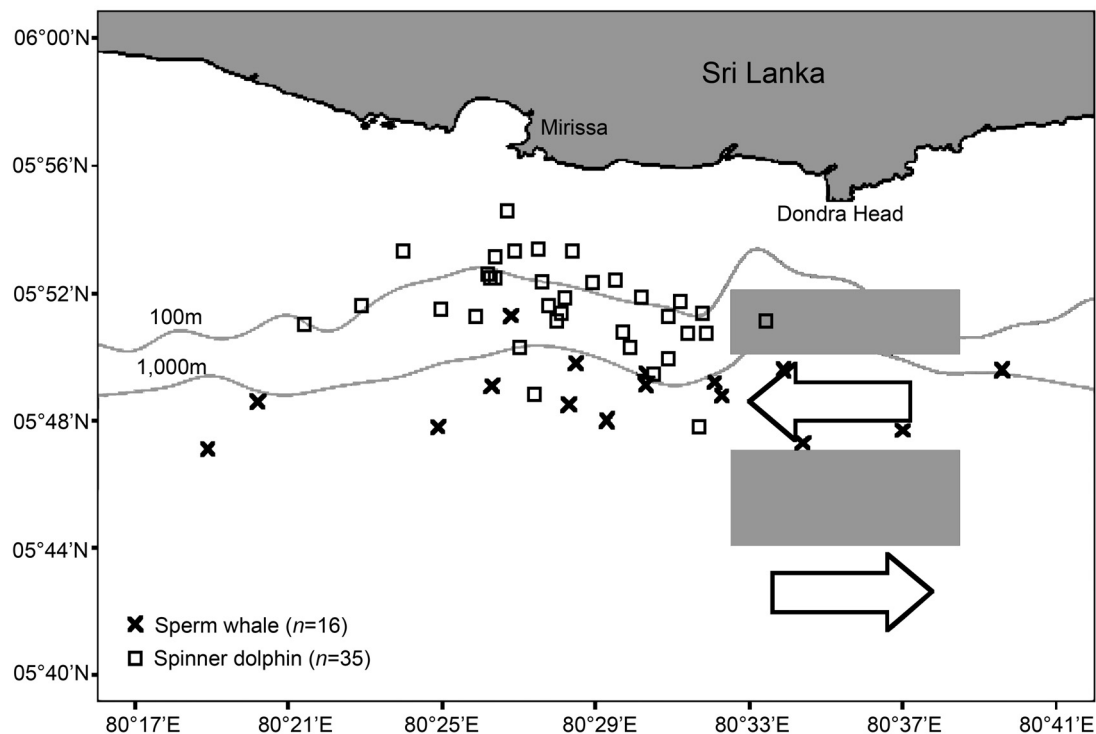 06°00’N
Sri Lanka
Mirissa
05°56’N
Dondra Head
05°52’N
100m
1,000m
05°48’N
05°44’N
Sperm whale (n=16)
Spinner dolphin (n=35)
05°40’N
80°17’E 80°21’E 80°25’E 80°29’E 80°33’E 80°37’E 80°41’E